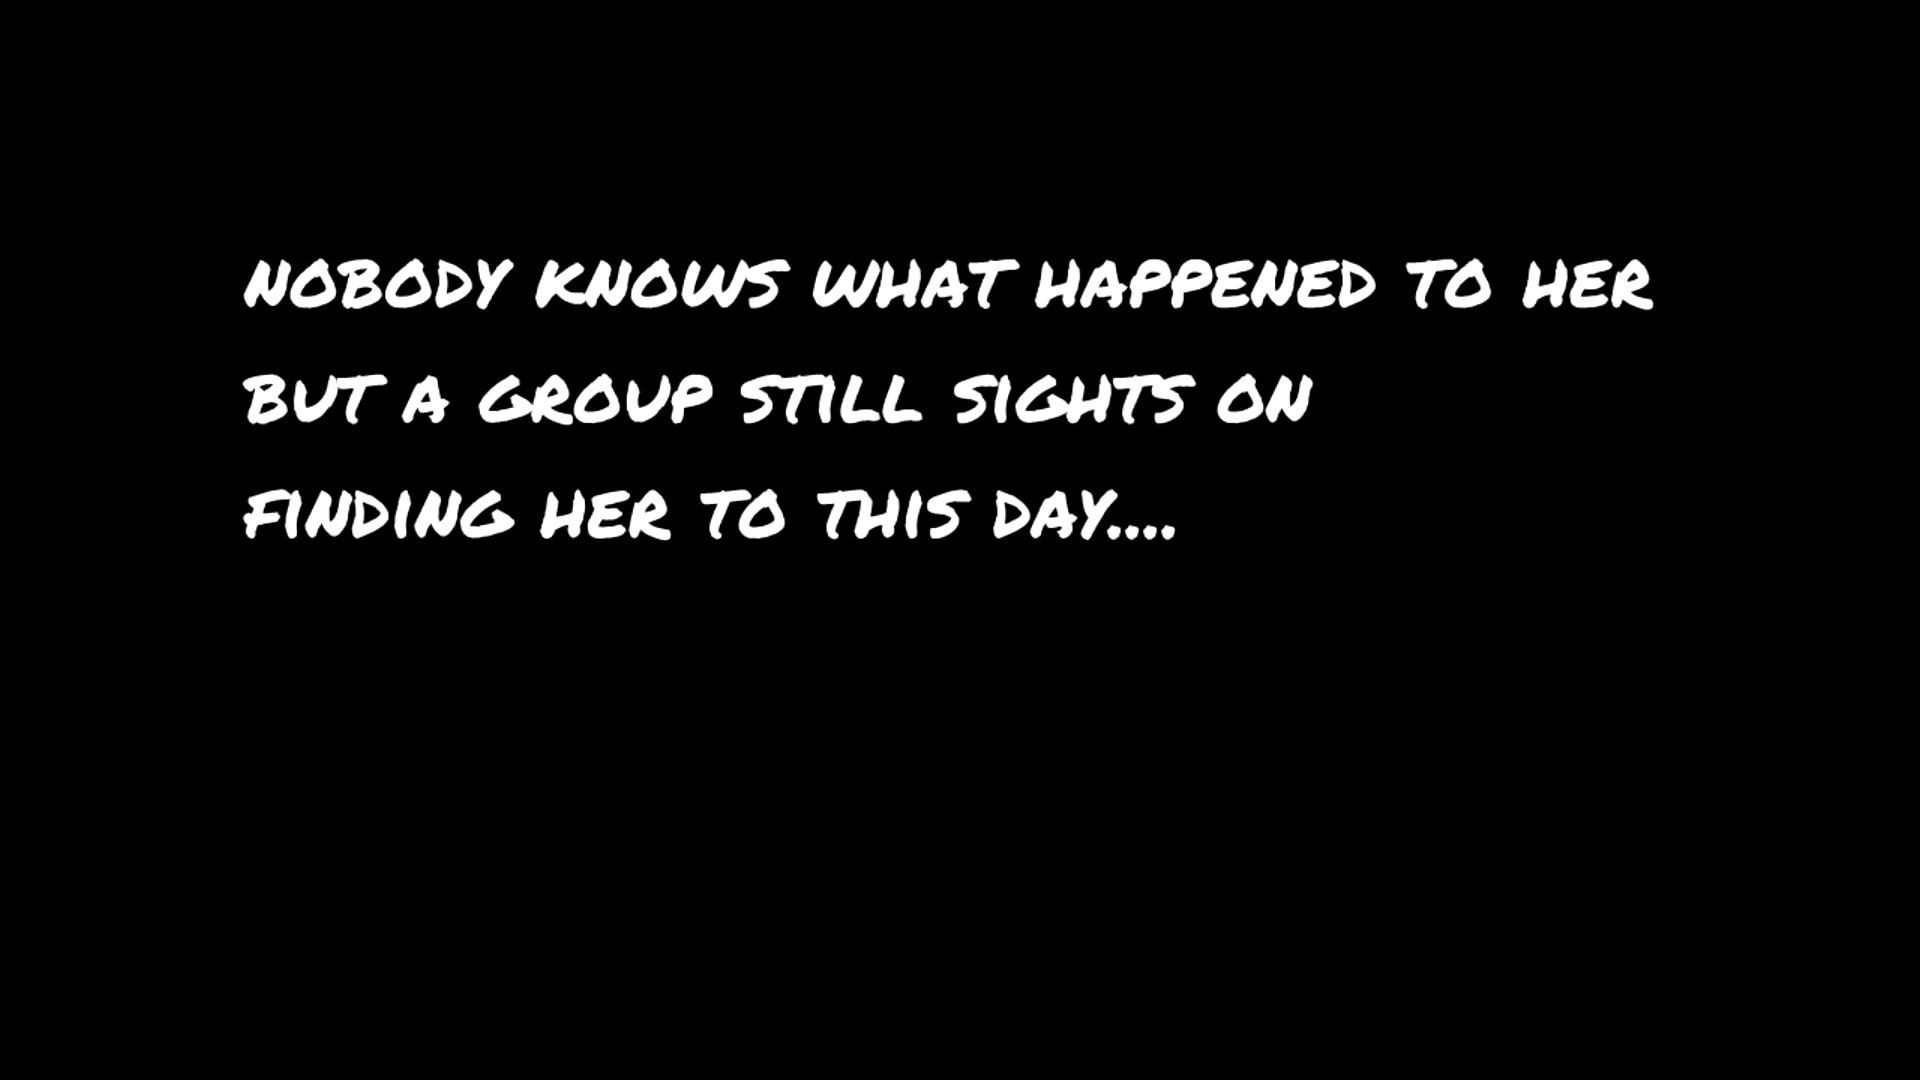 NOBODY KNOWS WHAT HAPPENED TO HER
BUT A GROUP STILL SIGHTS ON
FINDING HER TO THIS DAY....